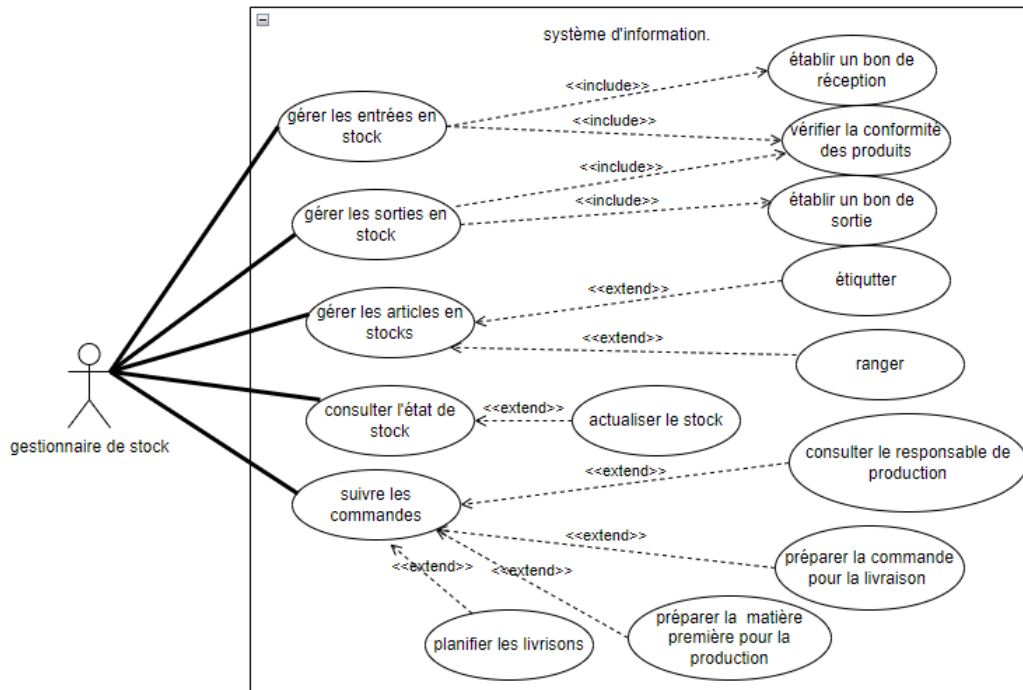 système d'information.
établir un bon de
réception
<<include>>
gérer les entrées en
stock
<<include>>
vérifier la conformité
des produits
<<include>>
gérer les sorties en
stock
<<include>>
établir un bon de
sortie
étiqutter
<<extend>>
gérer les articles en
stocks
<<extend>>
ranger
gestionnaire de stock
consulter l'état de
stock
<<extend>>
actualiser le stock
consulter le responsable de
production
<<extend>>
suivre les
commandes
<<extend>>
préparer la commande
pour la livraison
<<extend>>
<<extend>>
planifier les livrisons
préparer la matière
première pour la
production